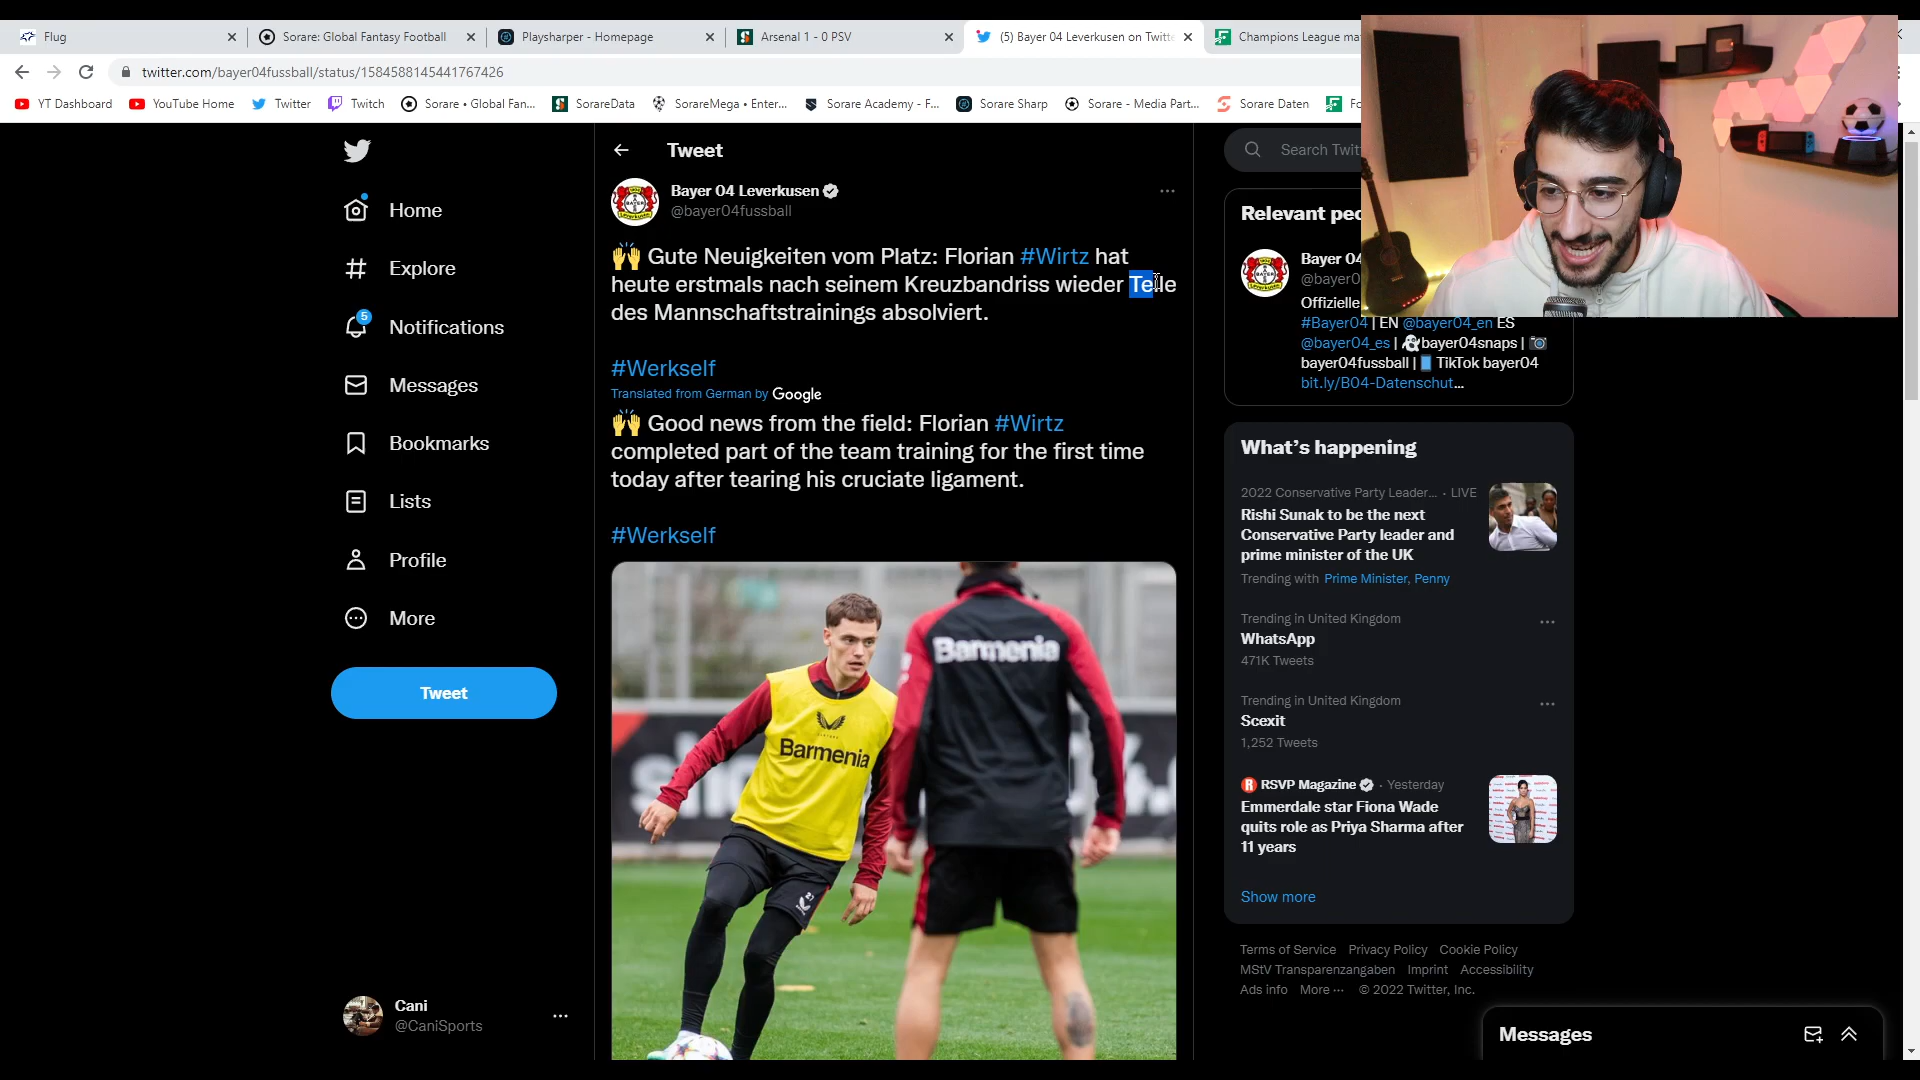 Flug
Sorare: Global Fantasy Football
Playsharper - Homepage
Arsenal 1 - 0 PSV
(5) Bayer 04 Leverkusen on Twitte
Champions League ma
twitter.com/bayer04fussball/status/1584588145441767426
YT Dashboard
YouTube Home
Twitter
Twitch
Sorare • Global Fan...
SorareData
SorareMega • Enter...
Sorare Academy - F...
Sorare Sharp
Sorare - Media Part...
Sorare Daten
Fo
Home
Explore
5
Notifications
Messages
Bookmarks
Lists
Profile
More
Tweet
Cani
@CaniSports
Tweet
Bayer 04 Leverkusen
@bayer04fussball
🙌 Gute Neuigkeiten vom Platz: Florian #Wirtz hat
heute erstmals nach seinem Kreuzbandriss wieder Teile
des Mannschaftstrainings absolviert.
#Werkself
Translated from German by Google
🙌 Good news from the field: Florian #Wirtz
completed part of the team training for the first time
today after tearing his cruciate ligament.
#Werkself
Barmenia
Barmenia
27
Search Twit
Relevant peo
Bayer 04
@bayer0
Offizielle
#Bayer04 | EN @bayer04_en ES
@bayer04_es | 👻bayer04snaps | 📷
bayer04fussball | 📱 TikTok bayer04
bit.ly/B04-Datenschut...
What's happening
2022 Conservative Party Leader... · LIVE
Rishi Sunak to be the next
Conservative Party leader and
prime minister of the UK
Trending with Prime Minister, Penny
Trending in United Kingdom
WhatsApp
471K Tweets
Trending in United Kingdom
Scexit
1,252 Tweets
RSVP Magazine · Yesterday
Emmerdale star Fiona Wade
quits role as Priya Sharma after
11 years
Show more
Terms of Service Privacy Policy Cookie Policy
MStV Transparenzangaben Imprint Accessibility
Ads info More ··· © 2022 Twitter, Inc.
Messages